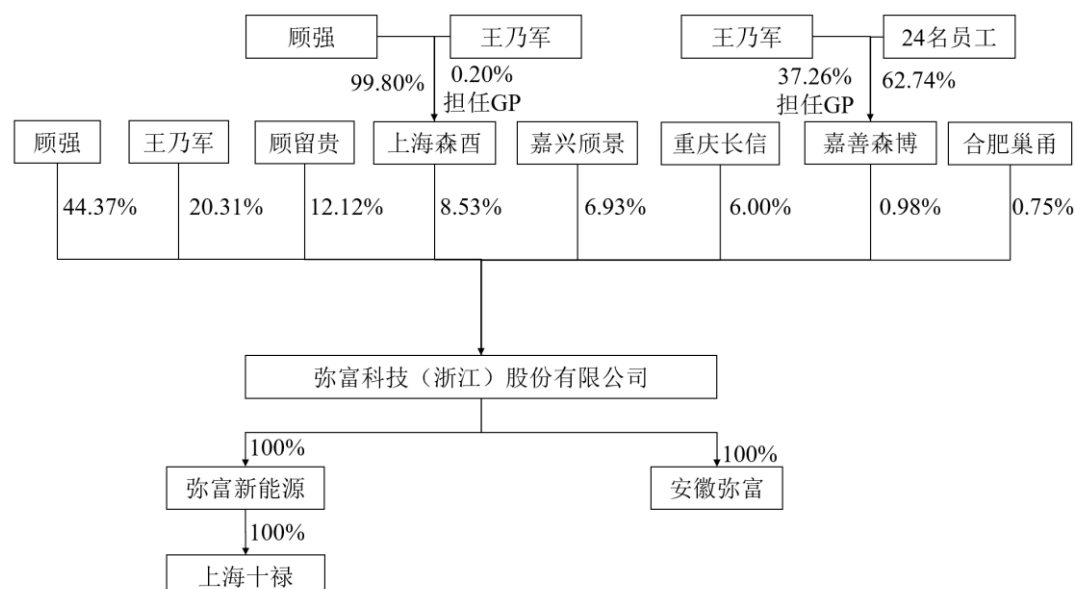 顾强
王乃军
王乃军
24名员工
99.80%
0.20%
担任GP
37.26%
担任GP
62.74%
顾强
王乃军
顾留贵
上海森酉
嘉兴颀景
重庆长信
嘉善森博
合肥巢甬
44.37%
20.31%
12.12%
8.53%
6.93%
6.00%
0.98%
0.75%
弥富科技（浙江）股份有限公司
100%
100%
弥富新能源
安徽弥富
100%
上海十禄